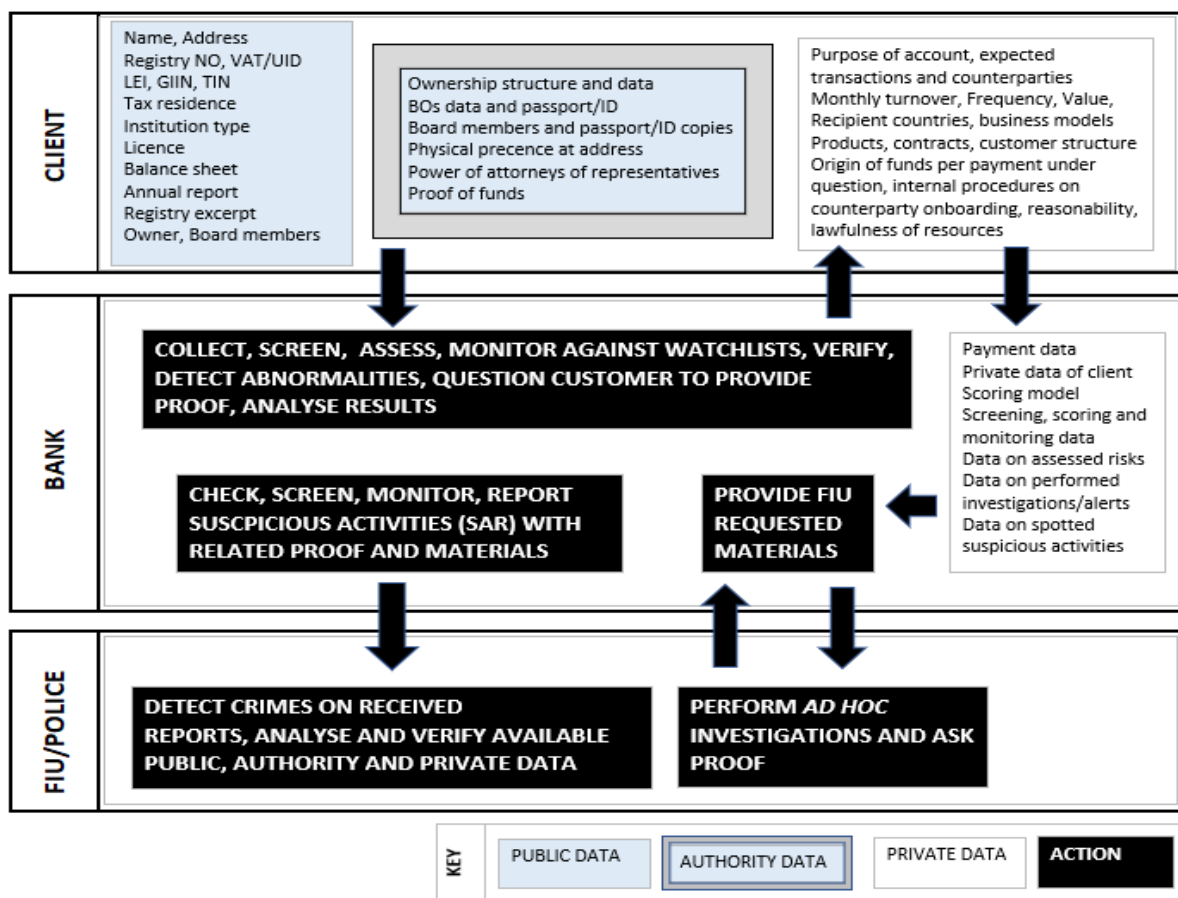 CLIENT
Name, Address
Registry NO, VAT/UID
LEI, GIIN, TIN
Tax residence
Institution type
Licence
Balance sheet
Annual report
Registry excerpt
Owner, Board members
Ownership structure and data
BOs data and passport/ID
Board members and passport/ID copies
Physical precence at address
Power of attorneys of representatives
Proof of funds
Purpose of account, expected
transactions and counterparties
Monthly turnover, Frequency, Value,
Recipient countries, business models
Products, contracts, customer structure
Origin of funds per payment under
question, internal procedures on
counterparty onboarding, reasonability,
lawfulness of resources
BANK
COLLECT, SCREEN, ASSESS, MONITOR AGAINST WATCHLISTS, VERIFY,
DETECT ABNORMALITIES, QUESTION CUSTOMER TO PROVIDE
PROOF, ANALYSE RESULTS
CHECK, SCREEN, MONITOR, REPORT
SUSPICIOUS ACTIVITIES (SAR) WITH
RELATED PROOF AND MATERIALS
PROVIDE FIU
REQUESTED
MATERIALS
Payment data
Private data of client
Scoring model
Screening, scoring and
monitoring data
Data on assessed risks
Data on performed
investigations/alerts
Data on spotted
suspicious activities
FIU/POLICE
DETECT CRIMES ON RECEIVED
REPORTS, ANALYSE AND VERIFY AVAILABLE
PUBLIC, AUTHORITY AND PRIVATE DATA
PERFORM AD HOC
INVESTIGATIONS AND ASK
PROOF
KEY
PUBLIC DATA
AUTHORITY DATA
PRIVATE DATA
ACTION